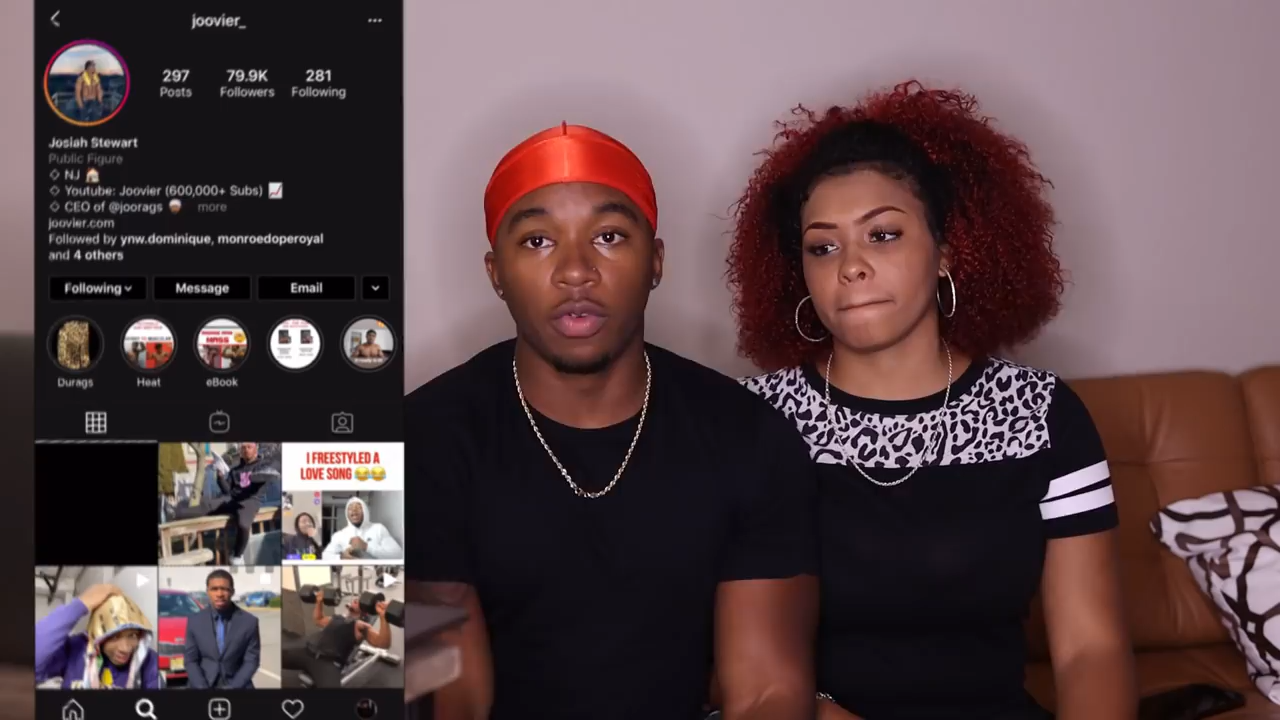 joovier_
297
79.9K
281
Posts
Followers
Following
Josiah Stewart
Public Figure
◇ NJ 🏠
◇ Youtube: Joovier (600,000+ Subs) 📈
◇ CEO of @joorags more
joovier.com
Followed by ynw.dominique, monroedoperoyal
and 4 others
Following
Message
Email
Durags
Heat
eBook
I FREESTYLED A
LOVE SONG 😂😂